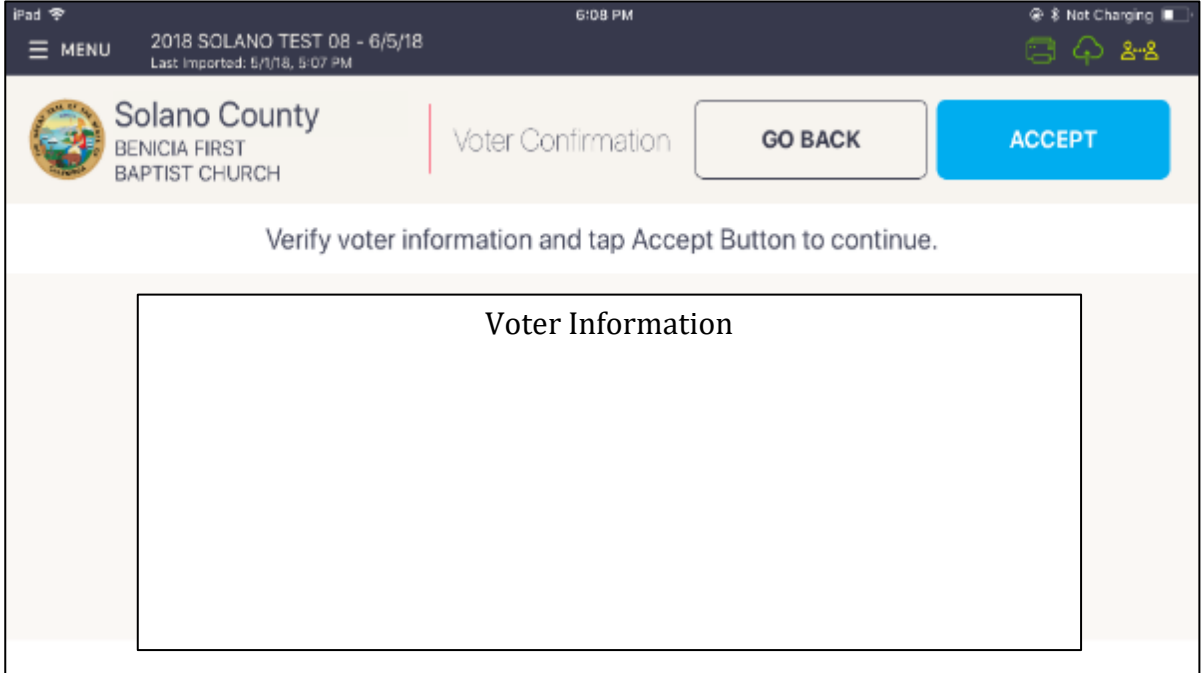 iPad 6:08 PM Not Charging
MENU 2018 SOLANO TEST 08 - 6/5/18
Last Imported: 5/1/18, 5:07 PM
Solano County
BENICIA FIRST
BAPTIST CHURCH
Voter Confirmation
GO BACK
ACCEPT
Verify voter information and tap Accept Button to continue.
Voter Information